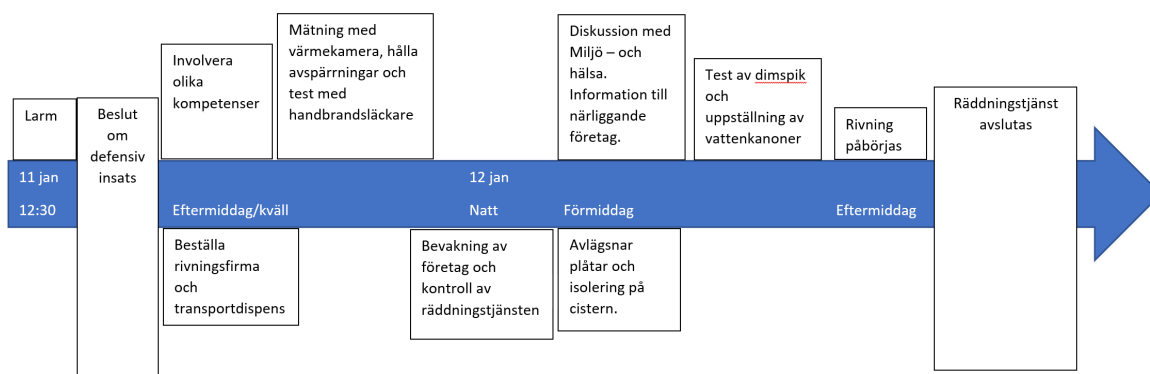 Larm
Beslut
om
defensiv
insats
Involvera
olika
kompetenser
Mätning med
värmekamera, hålla
avspärrningar och
test med
handbrandsläckare
Diskussion med
Miljö – och
hälsa.
Information till
närliggande
företag.
Test av dimspik
och
uppställning av
vattenkanoner
Rivning
påbörjas
Räddningstjänst
avslutas
11 jan
12 jan
12:30
Eftermiddag/kväll
Natt
Förmiddag
Eftermiddag
Beställa
rivningsfirma
och
transportdispens
Bevakning av
företag och
kontroll av
räddningstjänsten
Avlägsnar
plåtar och
isolering på
cistern.